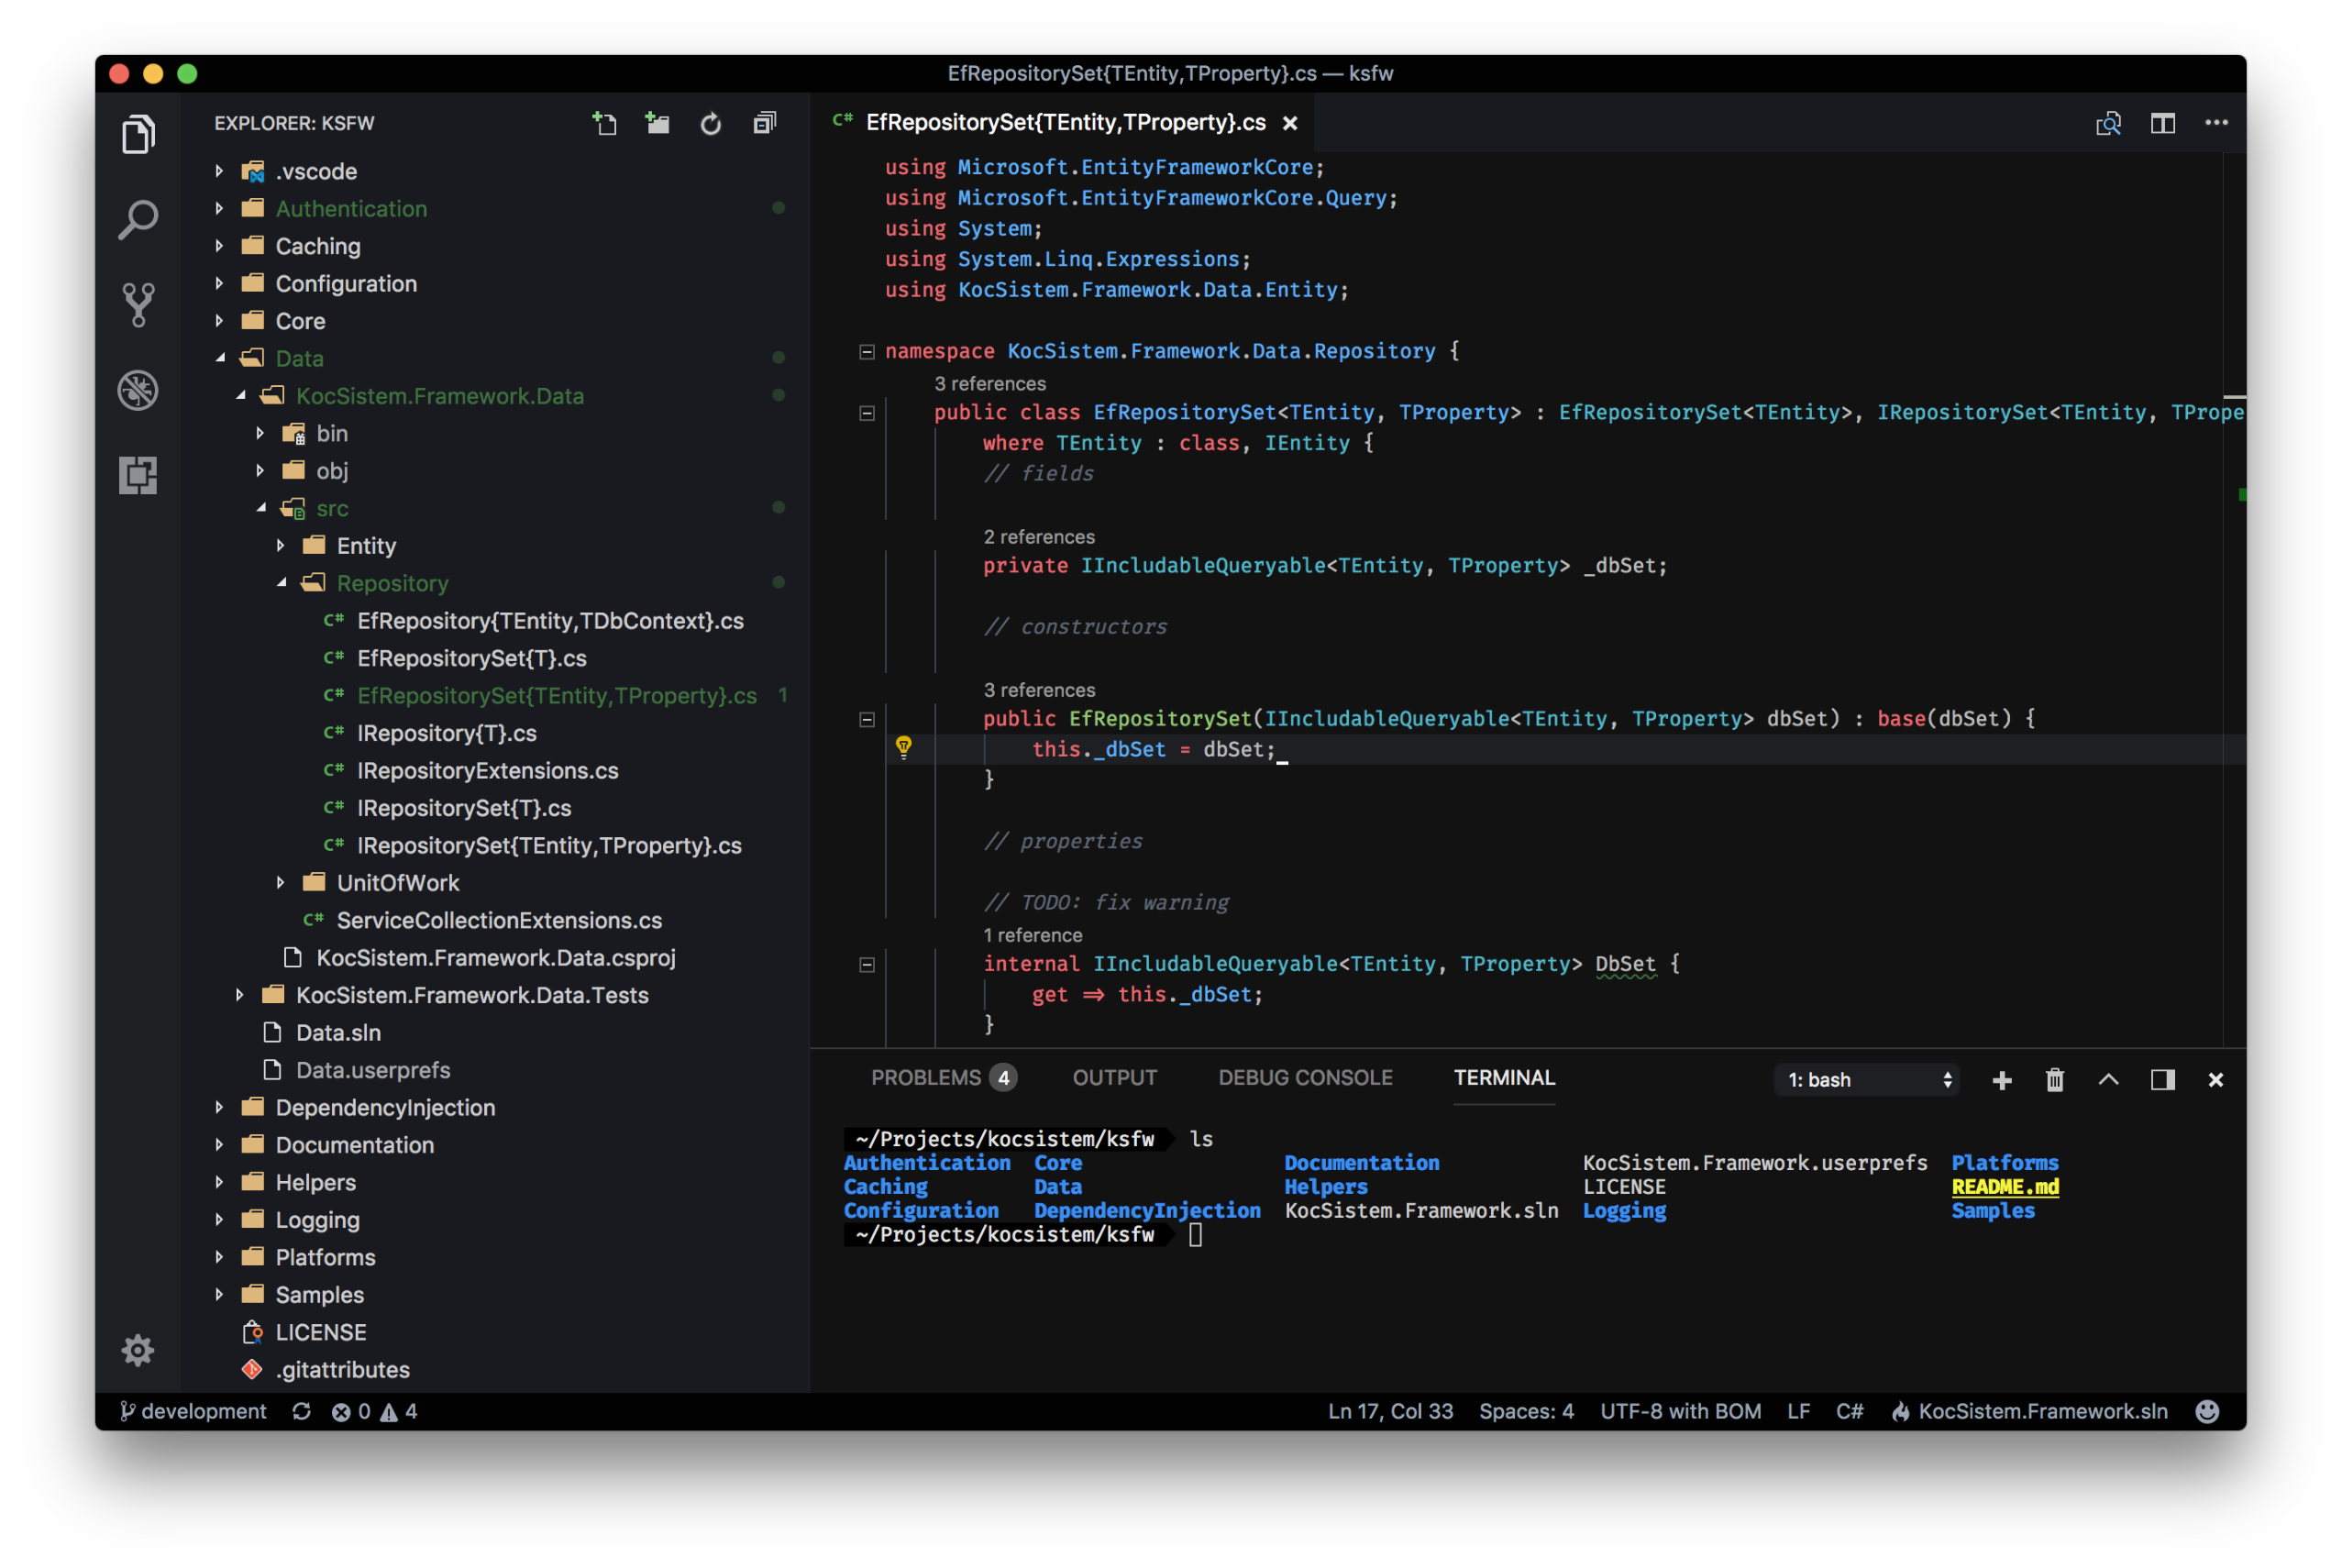 EfRepositorySet{TEntity,TProperty}.cs — ksfw
EXPLORER: KSFW
.vscode
Authentication
Caching
Configuration
Core
Data
KocSistem.Framework.Data
bin
obj
src
Entity
Repository
C# EfRepository{TEntity,TDbContext}.cs
C# EfRepositorySet{T}.cs
C# EfRepositorySet{TEntity,TProperty}.cs 1
C# IRepository{T}.cs
C# IRepositoryExtensions.cs
C# IRepositorySet{T}.cs
C# IRepositorySet{TEntity,TProperty}.cs
UnitOfWork
C# ServiceCollectionExtensions.cs
KocSistem.Framework.Data.csproj
KocSistem.Framework.Data.Tests
Data.sln
Data.userprefs
DependencyInjection
Documentation
Helpers
Logging
Platforms
Samples
LICENSE
.gitattributes
C# EfRepositorySet{TEntity,TProperty}.cs
using Microsoft.EntityFrameworkCore;
using Microsoft.EntityFrameworkCore.Query;
using System;
using System.Linq.Expressions;
using KocSistem.Framework.Data.Entity;
namespace KocSistem.Framework.Data.Repository {
3 references
public class EfRepositorySet<TEntity, TProperty> : EfRepositorySet<TEntity>, IRepositorySet<TEntity, TPrope
where TEntity : class, IEntity {
// fields
2 references
private IIncludableQueryable<TEntity, TProperty> _dbSet;
// constructors
3 references
public EfRepositorySet(IIncludableQueryable<TEntity, TProperty> dbSet) : base(dbSet) {
this._dbSet = dbSet;
}
// properties
// TODO: fix warning
1 reference
internal IIncludableQueryable<TEntity, TProperty> DbSet {
get => this._dbSet;
}
PROBLEMS 4 OUTPUT DEBUG CONSOLE TERMINAL 1: bash
~/Projects/kocsistem/ksfw ls
Authentication Core Documentation KocSistem.Framework.userprefs Platforms
Caching Data Helpers LICENSE README.md
Configuration DependencyInjection KocSistem.Framework.sln Logging Samples
~/Projects/kocsistem/ksfw
development 0 4 Ln 17, Col 33 Spaces: 4 UTF-8 with BOM LF C# KocSistem.Framework.sln